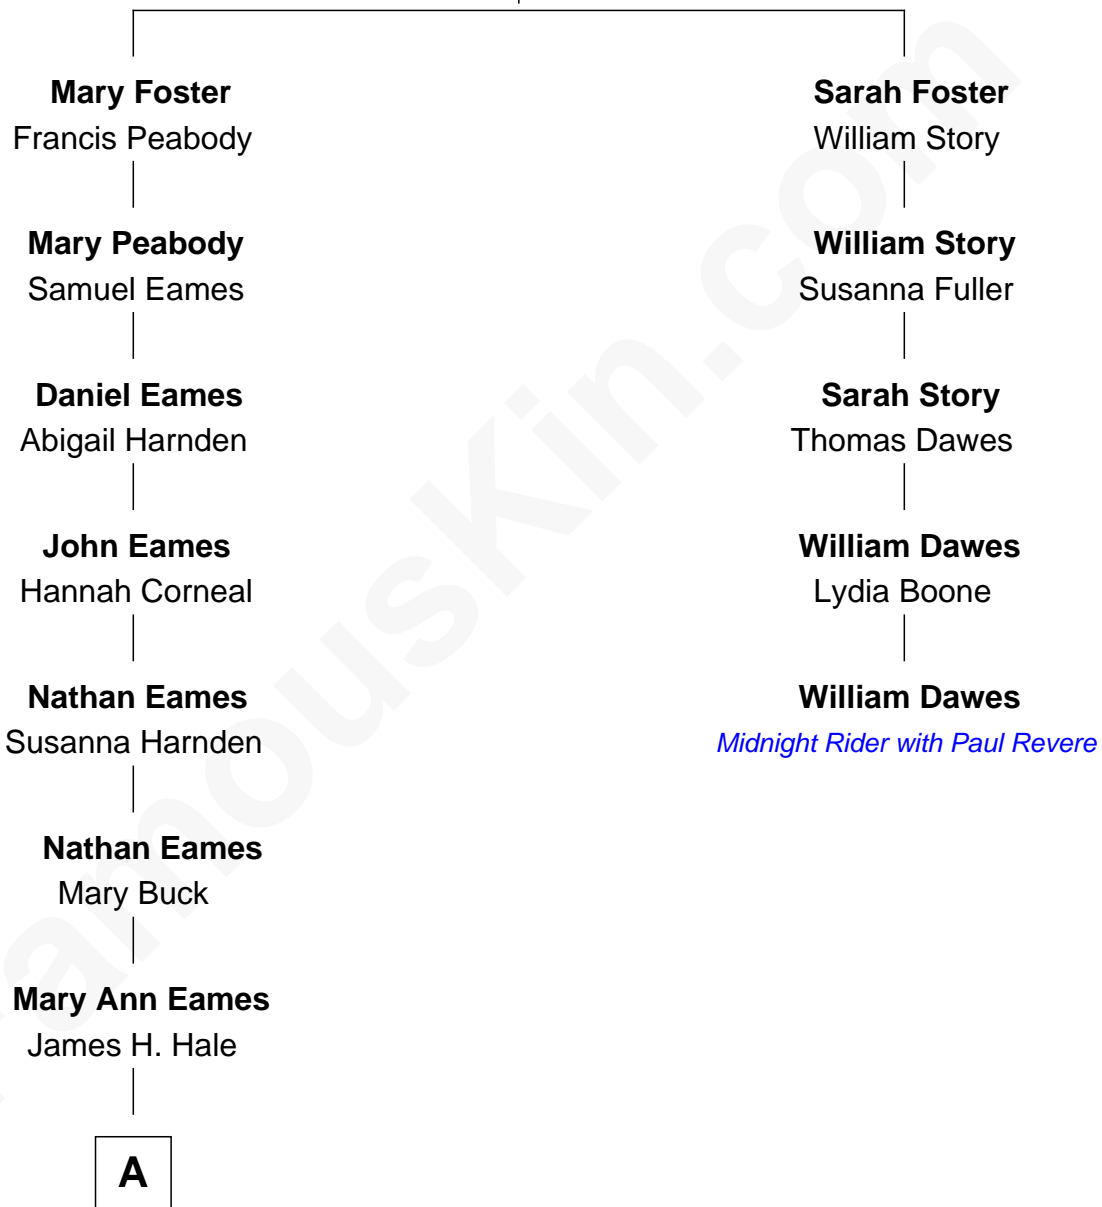 Mary Foster
Francis Peabody
Sarah Foster
William Story
Mary Peabody
Samuel Eames
William Story
Susanna Fuller
Daniel Eames
Abigail Harnden
Sarah Story
Thomas Dawes
John Eames
Hannah Corneal
William Dawes
Lydia Boone
Nathan Eames
Susanna Harnden
William Dawes
Midnight Rider with Paul Revere
Nathan Eames
Mary Buck
Mary Ann Eames
James H. Hale
A
FamousKin.com